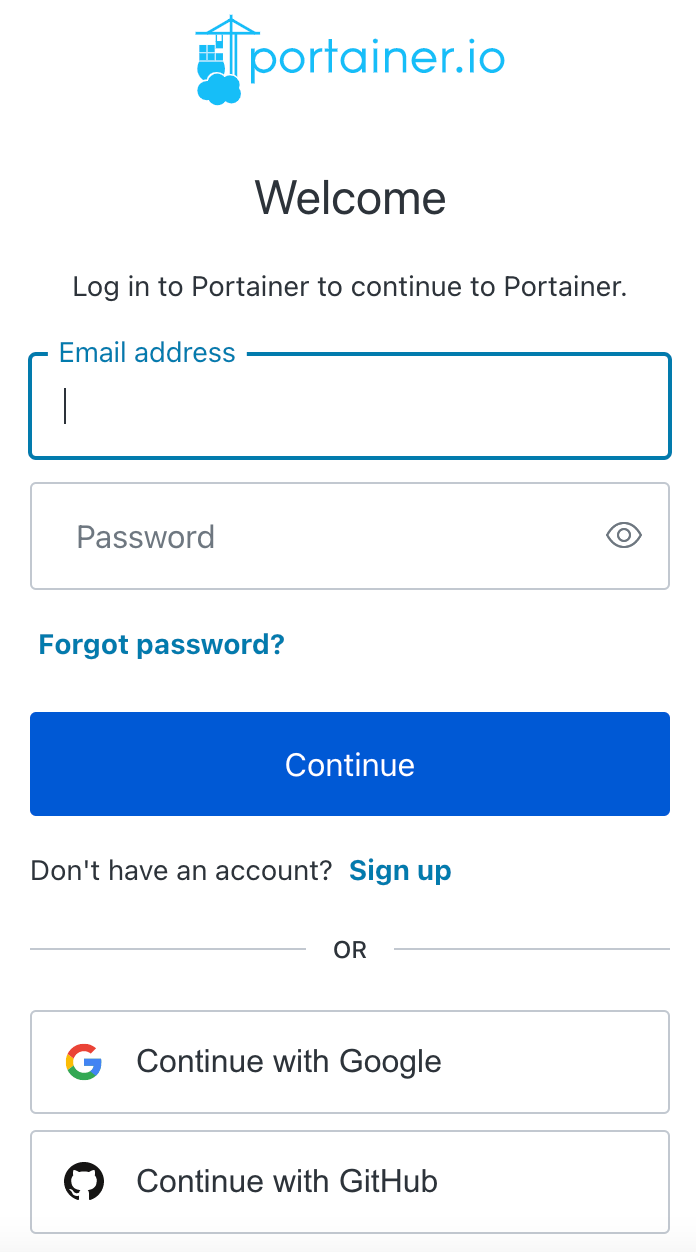 portainer.io
Welcome
Log in to Portainer to continue to Portainer.
Email address
Password
Forgot password?
Continue
Don't have an account? Sign up
OR
Continue with Google
Continue with GitHub